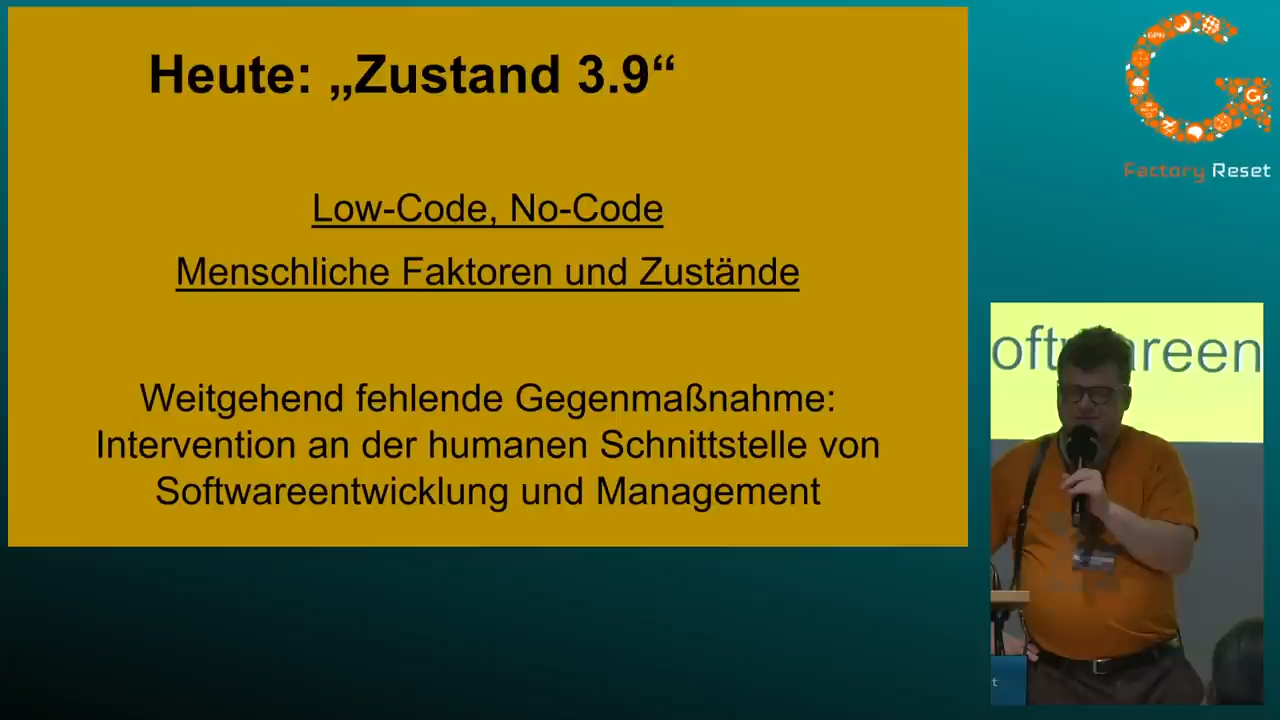 Heute: „Zustand 3.9“
Low-Code, No-Code
Menschliche Faktoren und Zustände
Weitgehend fehlende Gegenmaßnahme:
Intervention an der humanen Schnittstelle von
Softwareentwicklung und Management
Factory Reset
oftwareen